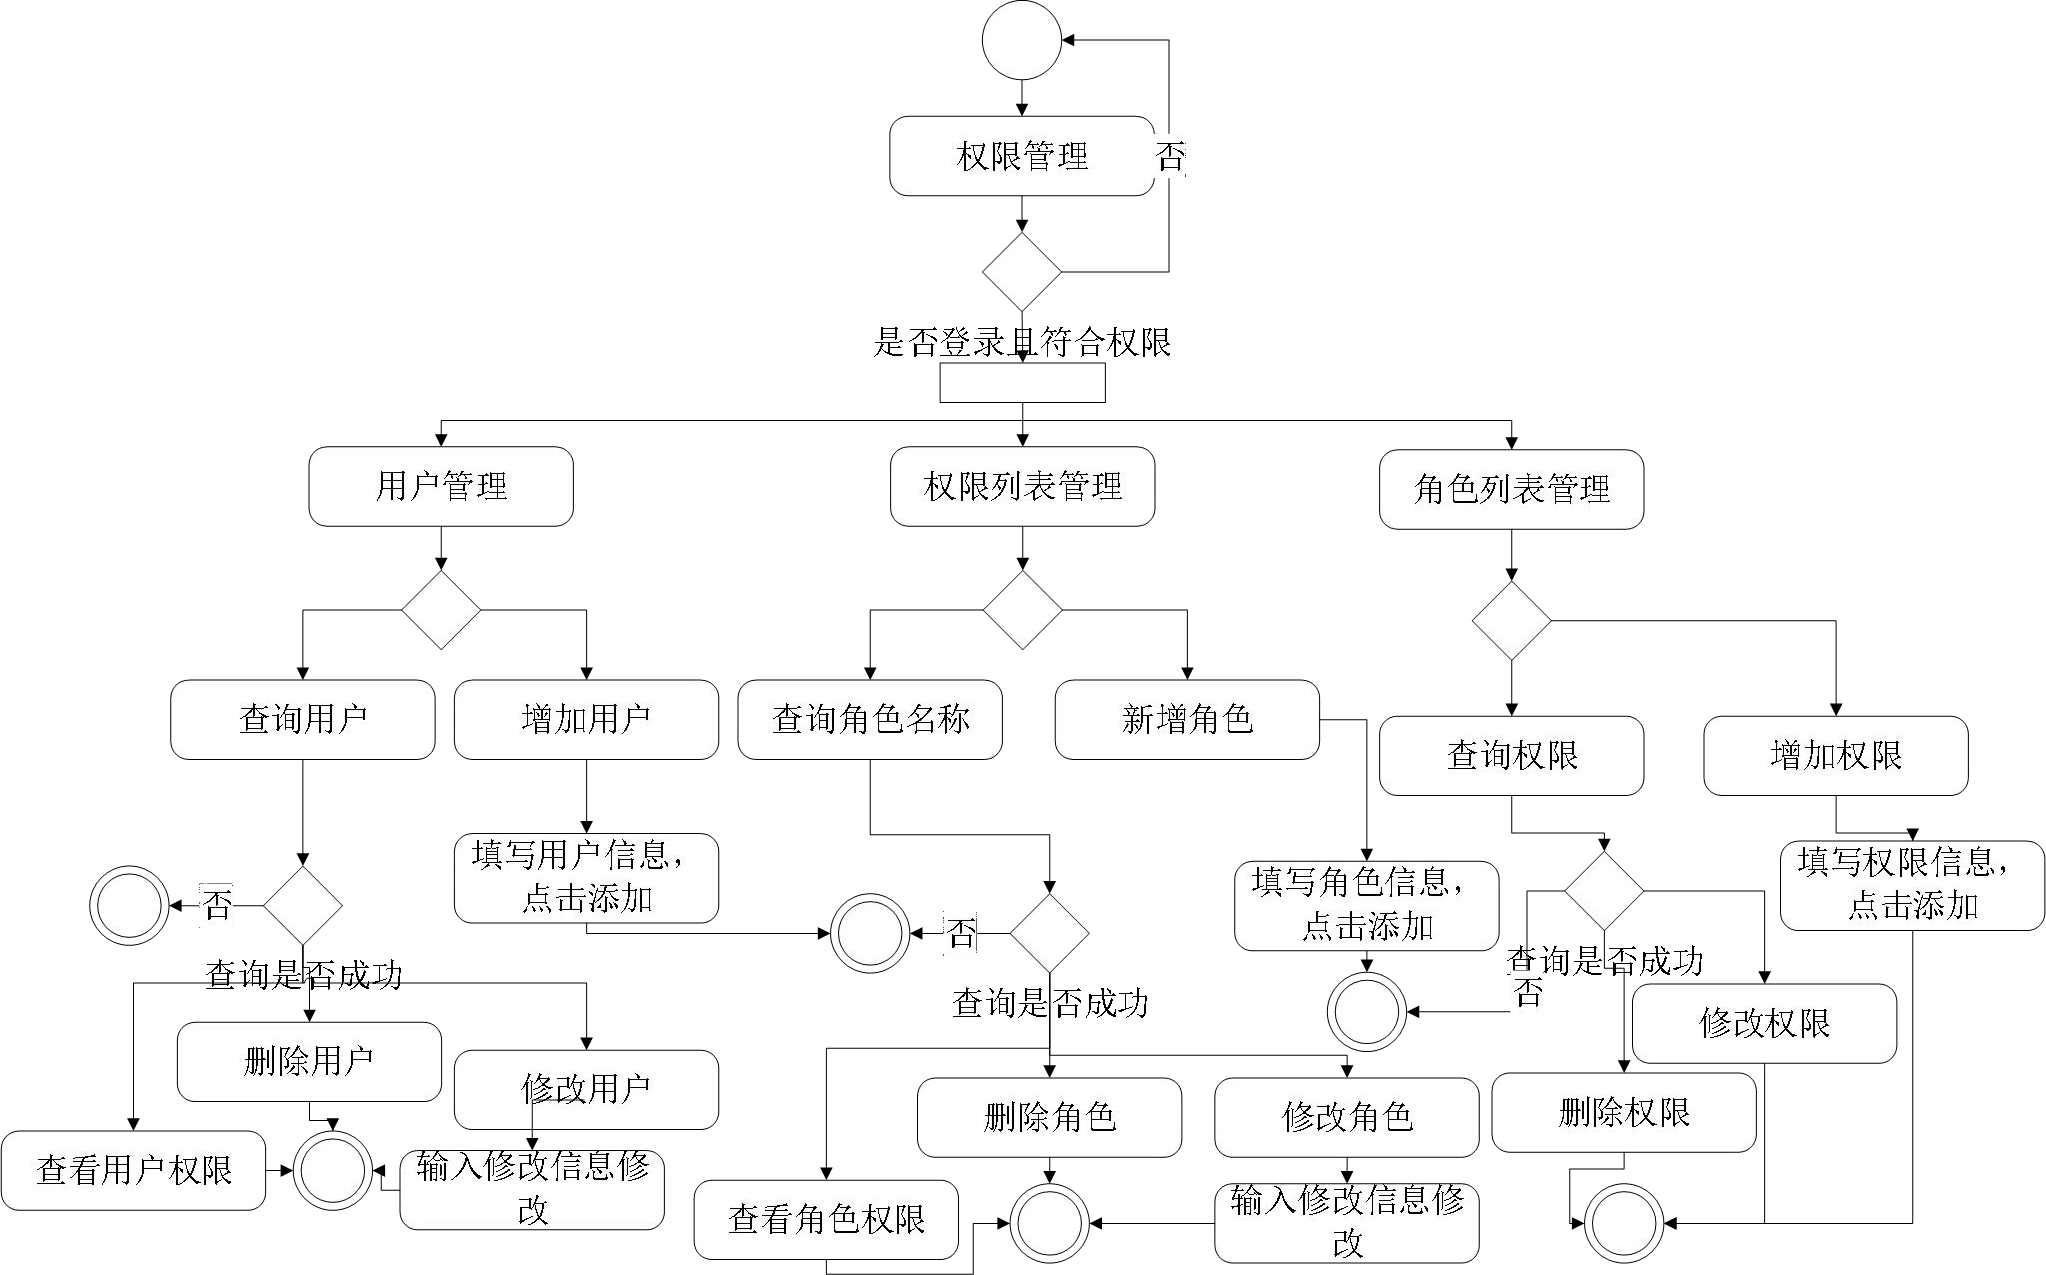 权限管理
否
是否登录且符合权限
用户管理
权限列表管理
角色列表管理
查询用户
增加用户
查询角色名称
新增角色
查询权限
增加权限
填写用户信息，
点击添加
填写角色信息，
点击添加
填写权限信息，
点击添加
否
否
查询是否成功
查询是否成功
查询是否成功
否
删除用户
修改用户
修改权限
删除角色
修改角色
删除权限
查看用户权限
输入修改信息修
改
查看角色权限
输入修改信息修
改